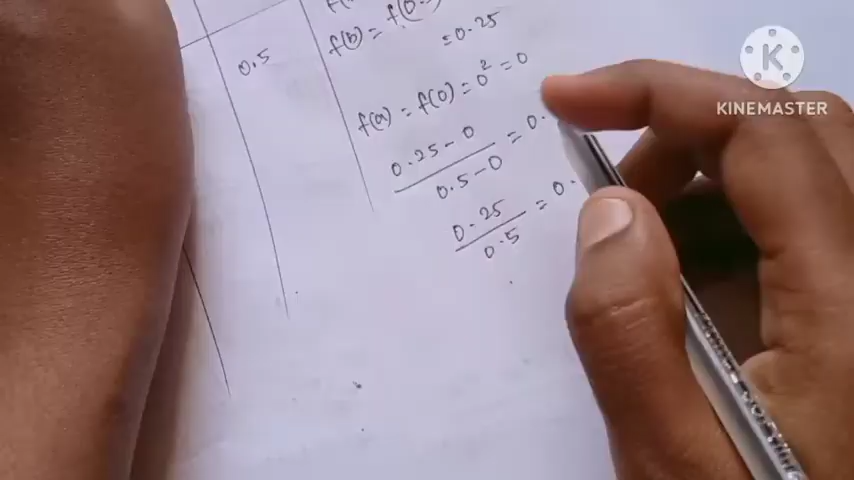 f(b) = f(0.
= 0.25
0.5
f(a) = f(0) = 0² = 0
0.25-0 / 0.5-0 = 0.
0.25 / 0.5 = 0.
KINEMASTER